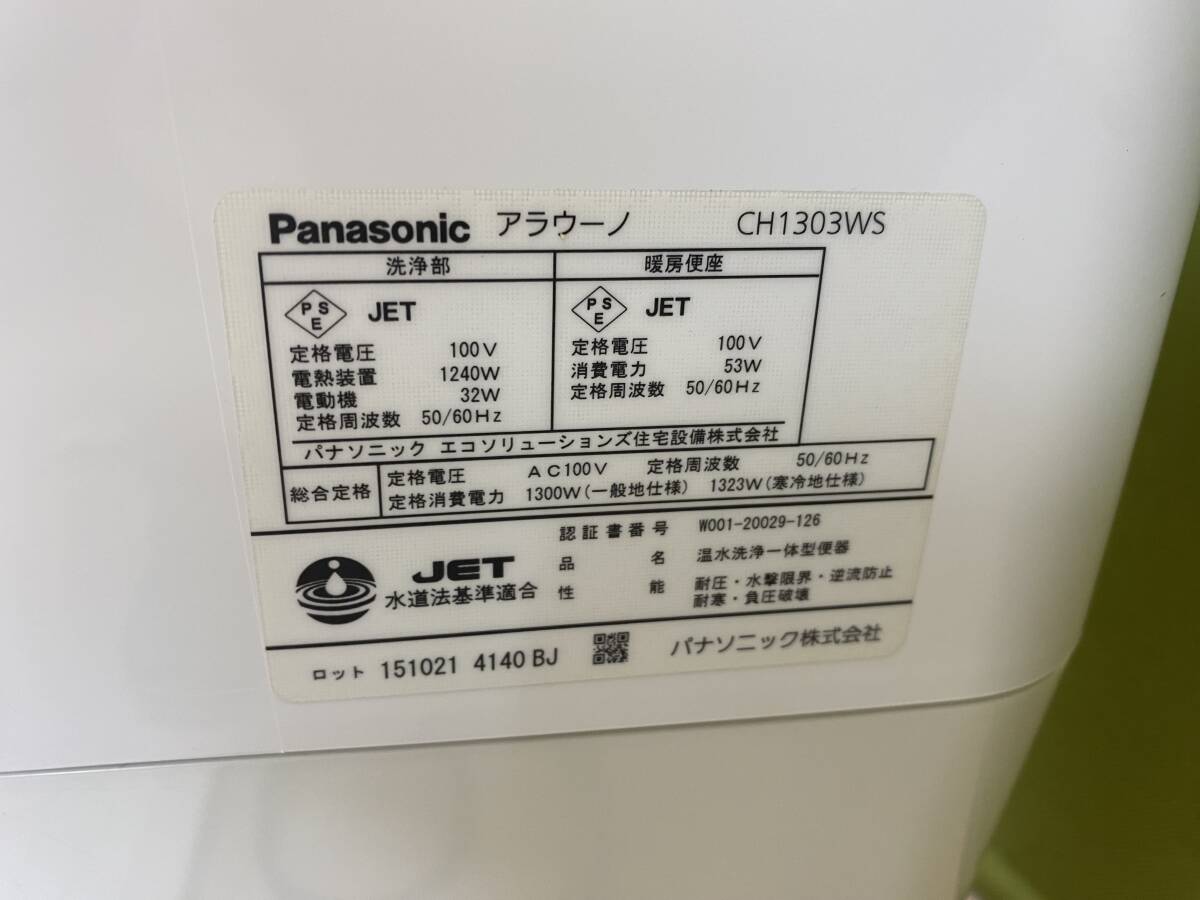 Panasonic アラウーノ CH1303WS
洗浄部 暖房便座
PSE JET PSE JET
定格電圧 100V 定格電圧 100V
電熱装置 1240W 消費電力 53W
電動機 32W 定格周波数 50/60Hz
定格周波数 50/60Hz
パナソニック エコソリューションズ住宅設備株式会社
総合定格 定格電圧 AC100V 定格周波数 50/60Hz
定格消費電力 1300W(一般地仕様) 1323W(寒冷地仕様)
認証書番号 W001-20029-126
JET 品名 温水洗浄一体型便器
水道法基準適合 性能 耐圧・水撃限界・逆流防止
耐寒・負圧破壊
ロット 151021 4140 BJ パナソニック株式会社